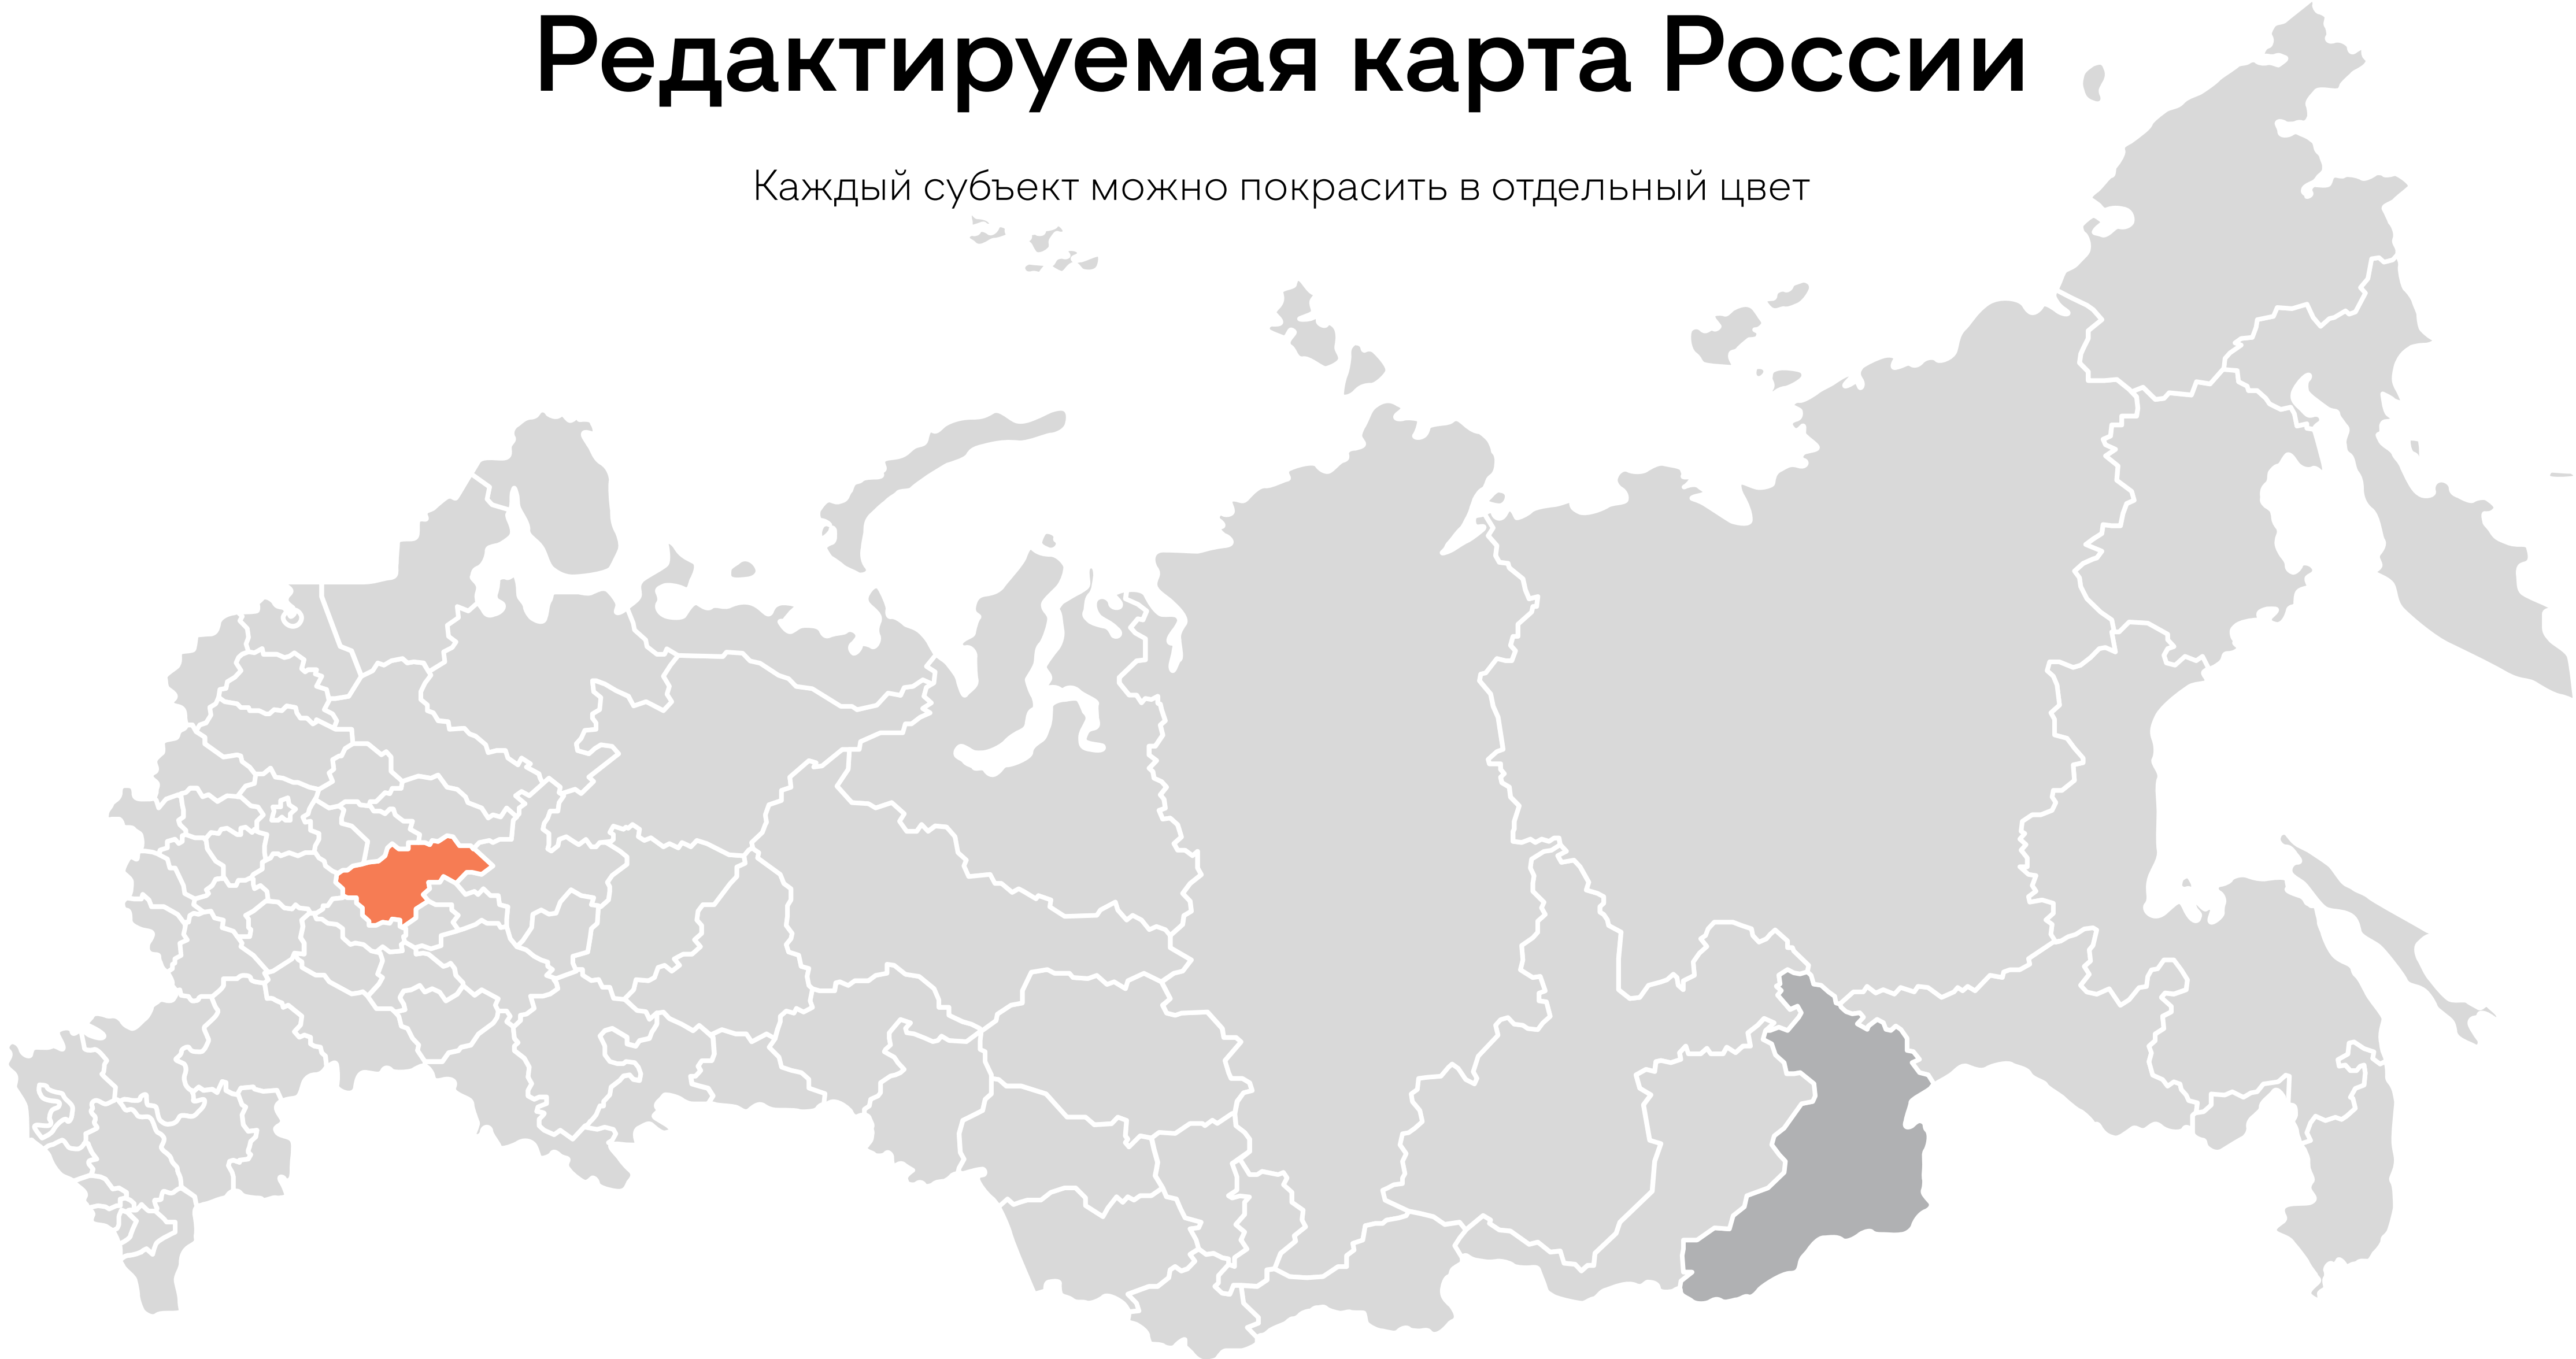 Редактируемая карта России
Каждый субъект можно покрасить в отдельный цвет